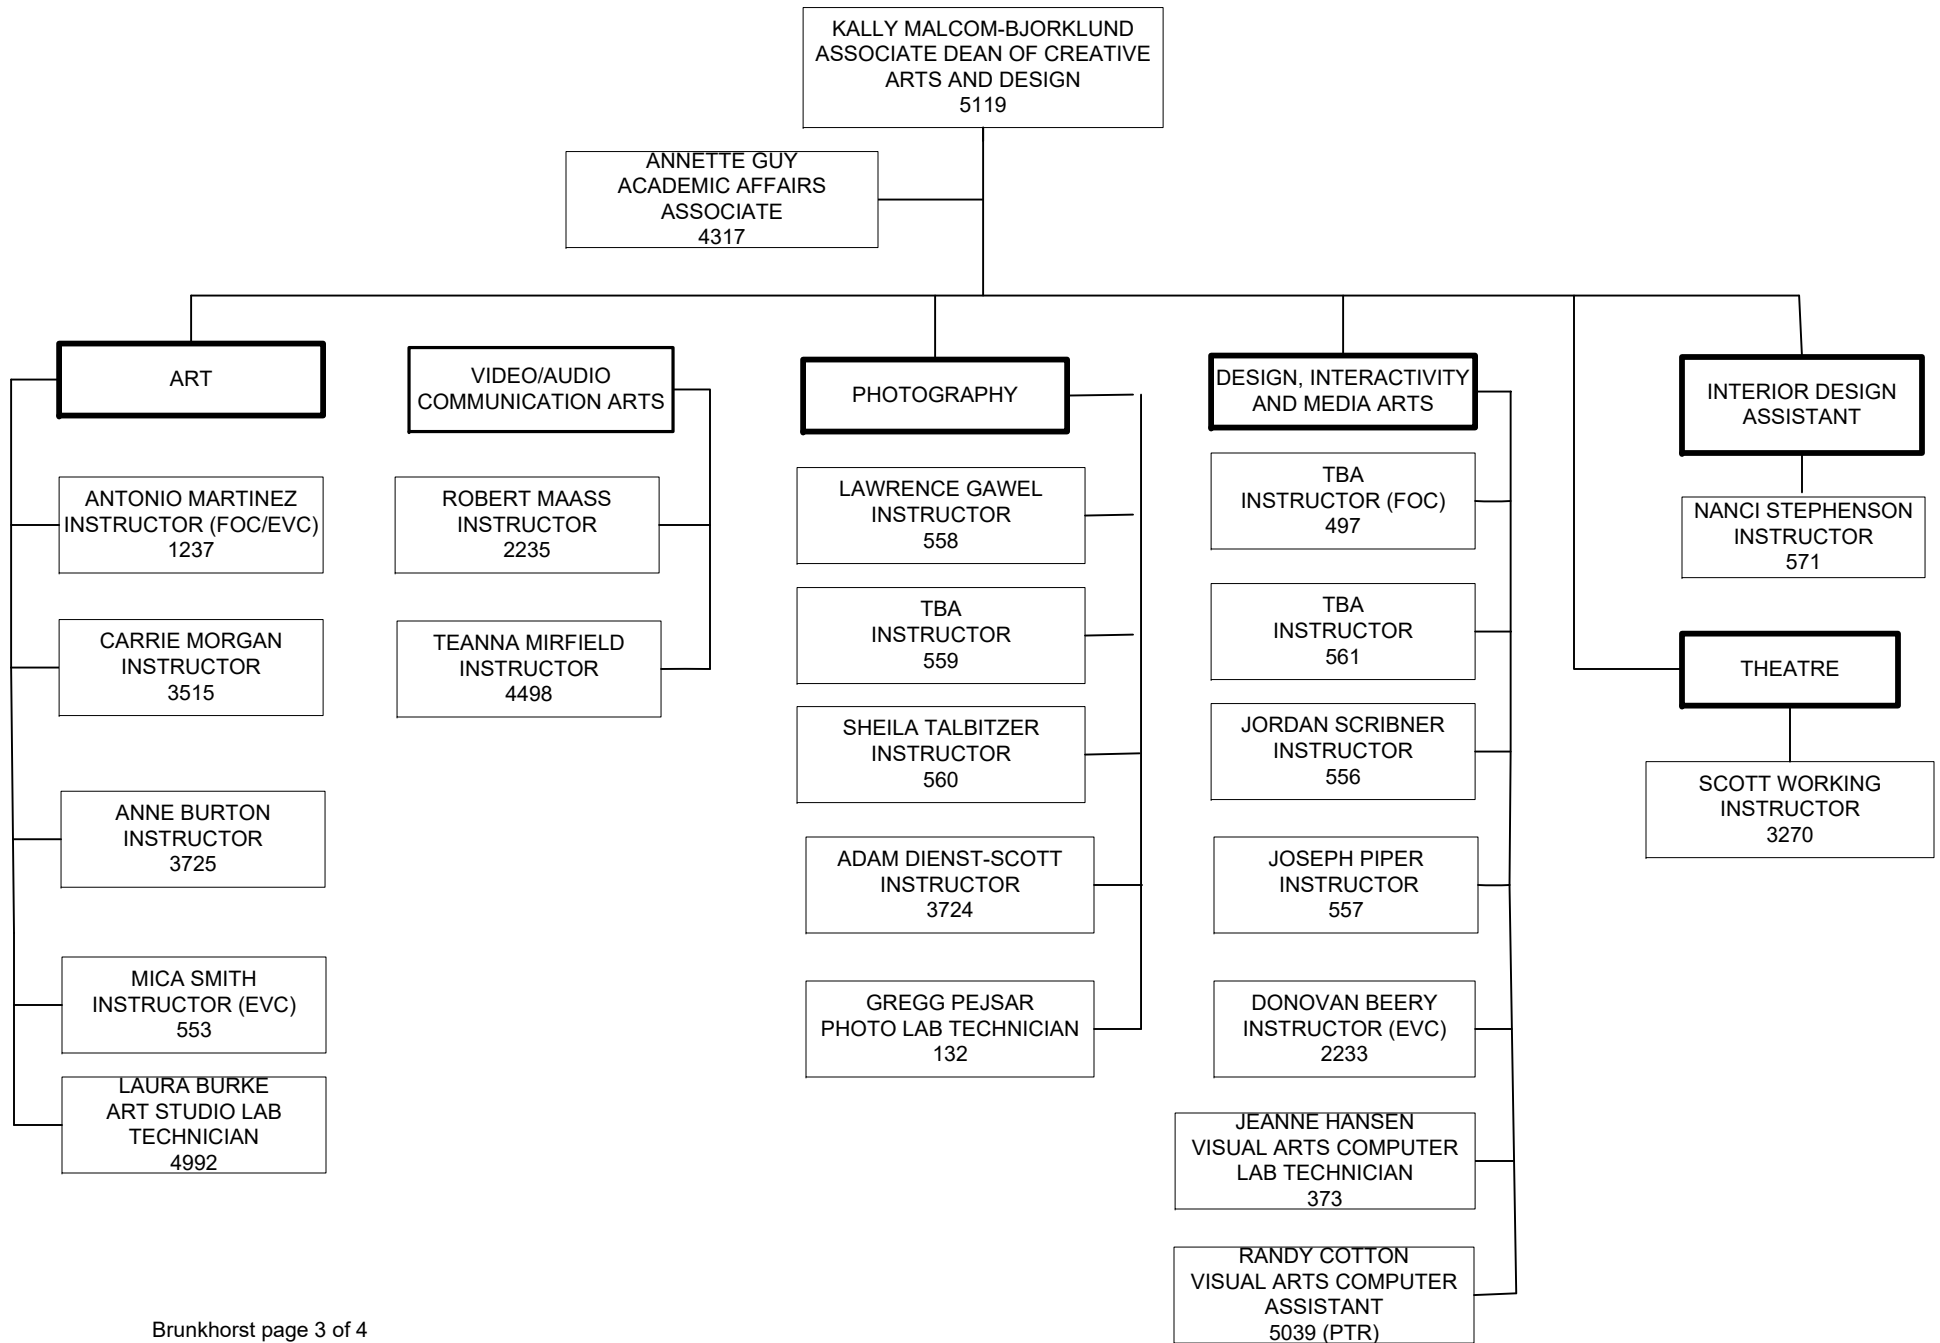 KALLY MALCOM-BJORKLUND
ASSOCIATE DEAN OF CREATIVE
ARTS AND DESIGN
5119
ANNETTE GUY
ACADEMIC AFFAIRS
ASSOCIATE
4317
ART
ANTONIO MARTINEZ
INSTRUCTOR (FOC/EVC)
1237
CARRIE MORGAN
INSTRUCTOR
3515
ANNE BURTON
INSTRUCTOR
3725
MICA SMITH
INSTRUCTOR (EVC)
553
LAURA BURKE
ART STUDIO LAB
TECHNICIAN
4992
VIDEO/AUDIO
COMMUNICATION ARTS
ROBERT MAASS
INSTRUCTOR
2235
TEANNA MIRFIELD
INSTRUCTOR
4498
PHOTOGRAPHY
LAWRENCE GAWEL
INSTRUCTOR
558
TBA
INSTRUCTOR
559
SHEILA TALBITZER
INSTRUCTOR
560
ADAM DIENST-SCOTT
INSTRUCTOR
3724
GREGG PEJSAR
PHOTO LAB TECHNICIAN
132
DESIGN, INTERACTIVITY
AND MEDIA ARTS
TBA
INSTRUCTOR (FOC)
497
TBA
INSTRUCTOR
561
JORDAN SCRIBNER
INSTRUCTOR
556
JOSEPH PIPER
INSTRUCTOR
557
DONOVAN BEERY
INSTRUCTOR (EVC)
2233
JEANNE HANSEN
VISUAL ARTS COMPUTER
LAB TECHNICIAN
373
RANDY COTTON
VISUAL ARTS COMPUTER
ASSISTANT
5039 (PTR)
INTERIOR DESIGN
ASSISTANT
NANCI STEPHENSON
INSTRUCTOR
571
THEATRE
SCOTT WORKING
INSTRUCTOR
3270
Brunkhorst page 3 of 4